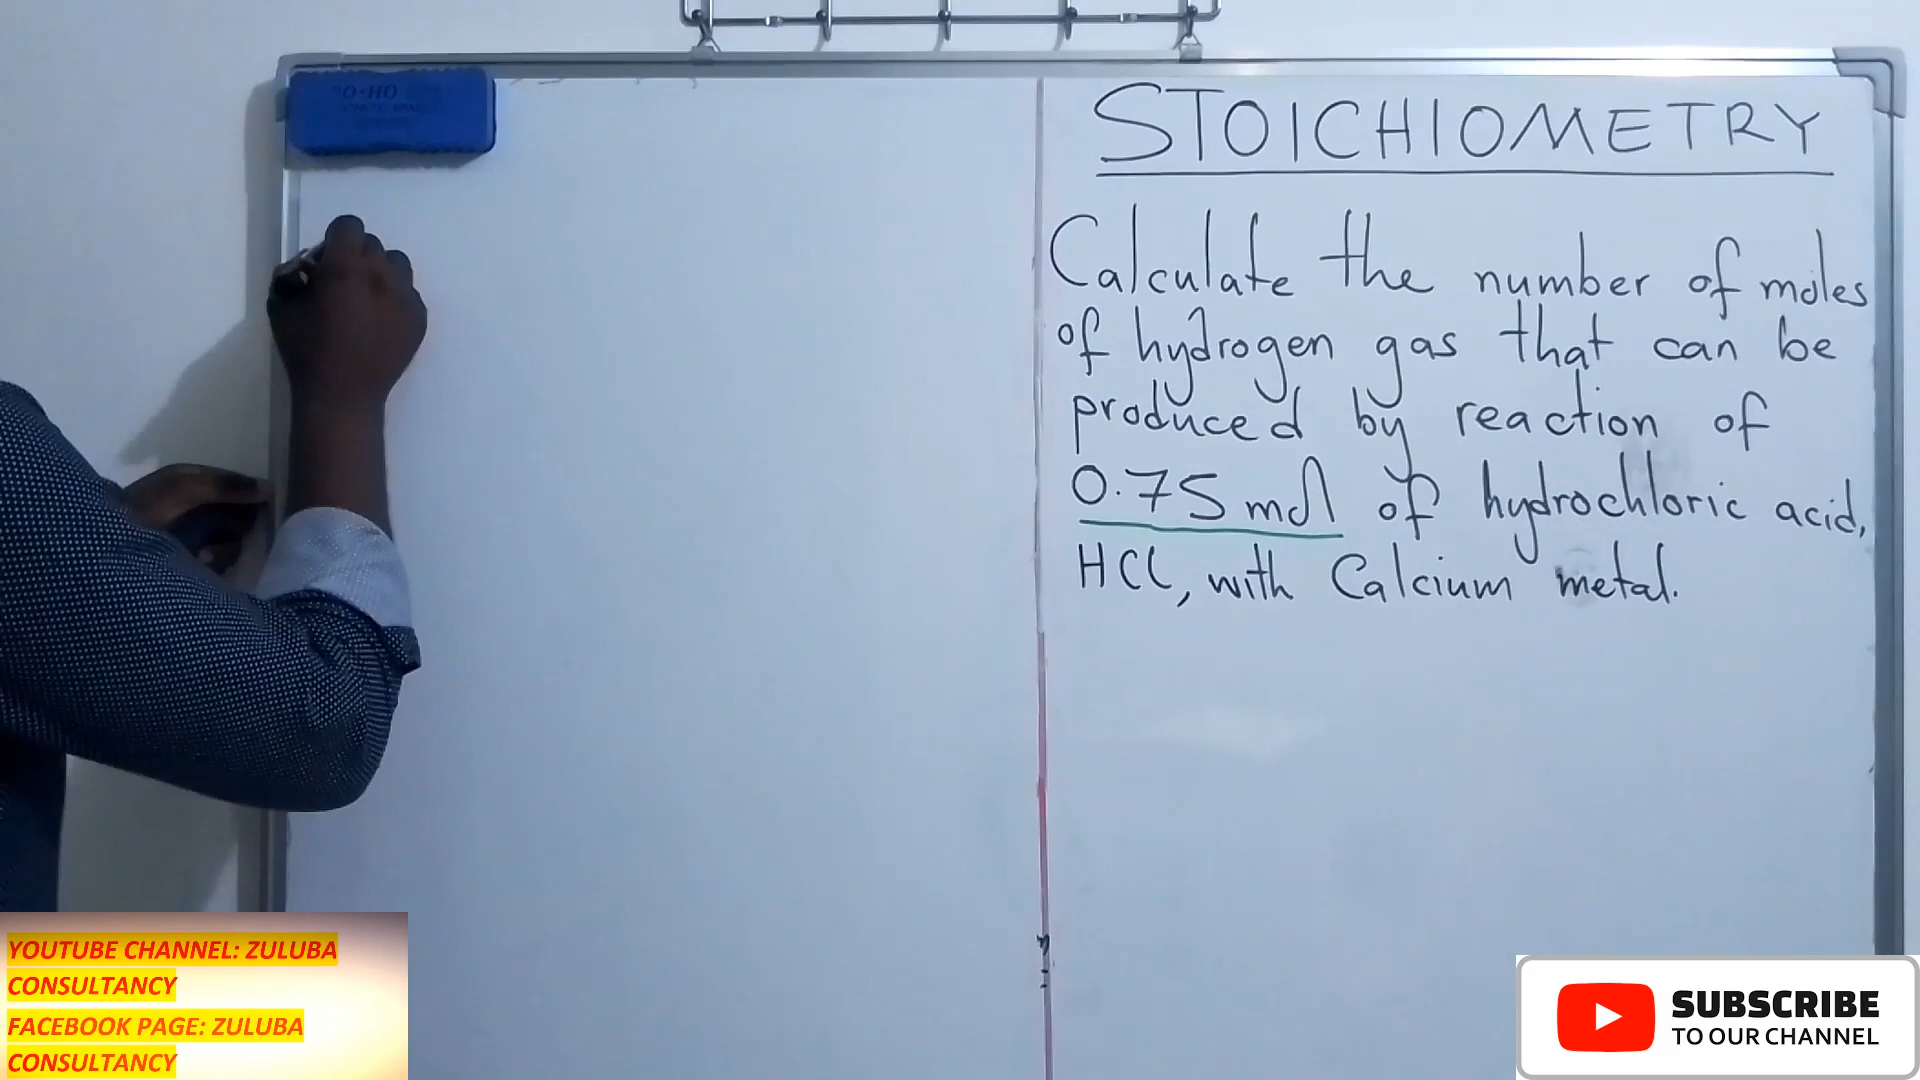 STOICHIOMETRY
Calculate the number of moles
of hydrogen gas that can be
produced by reaction of
0.75 mol of hydrochloric acid,
HCl, with Calcium metal.
YOUTUBE CHANNEL: ZULUBA
CONSULTANCY
FACEBOOK PAGE: ZULUBA
CONSULTANCY
SUBSCRIBE
TO OUR CHANNEL